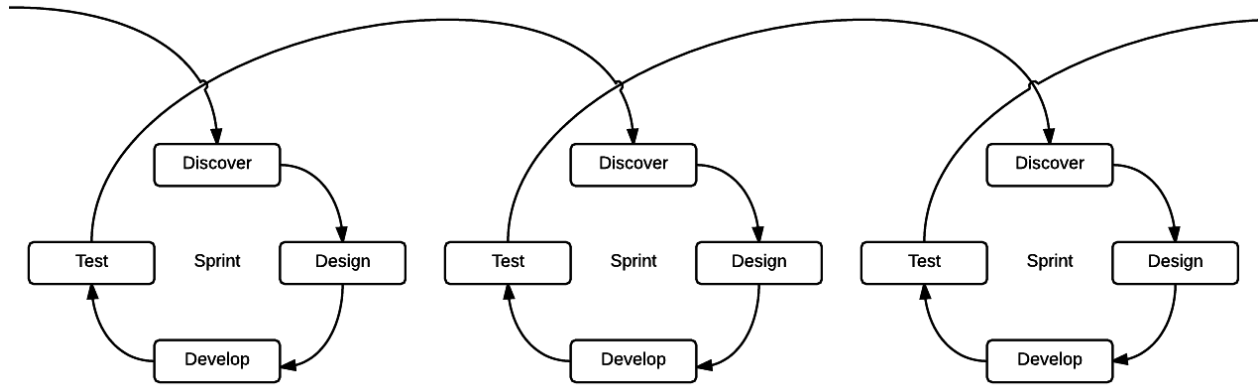 Discover
Test
Sprint
Design
Develop
Discover
Test
Sprint
Design
Develop
Discover
Test
Sprint
Design
Develop